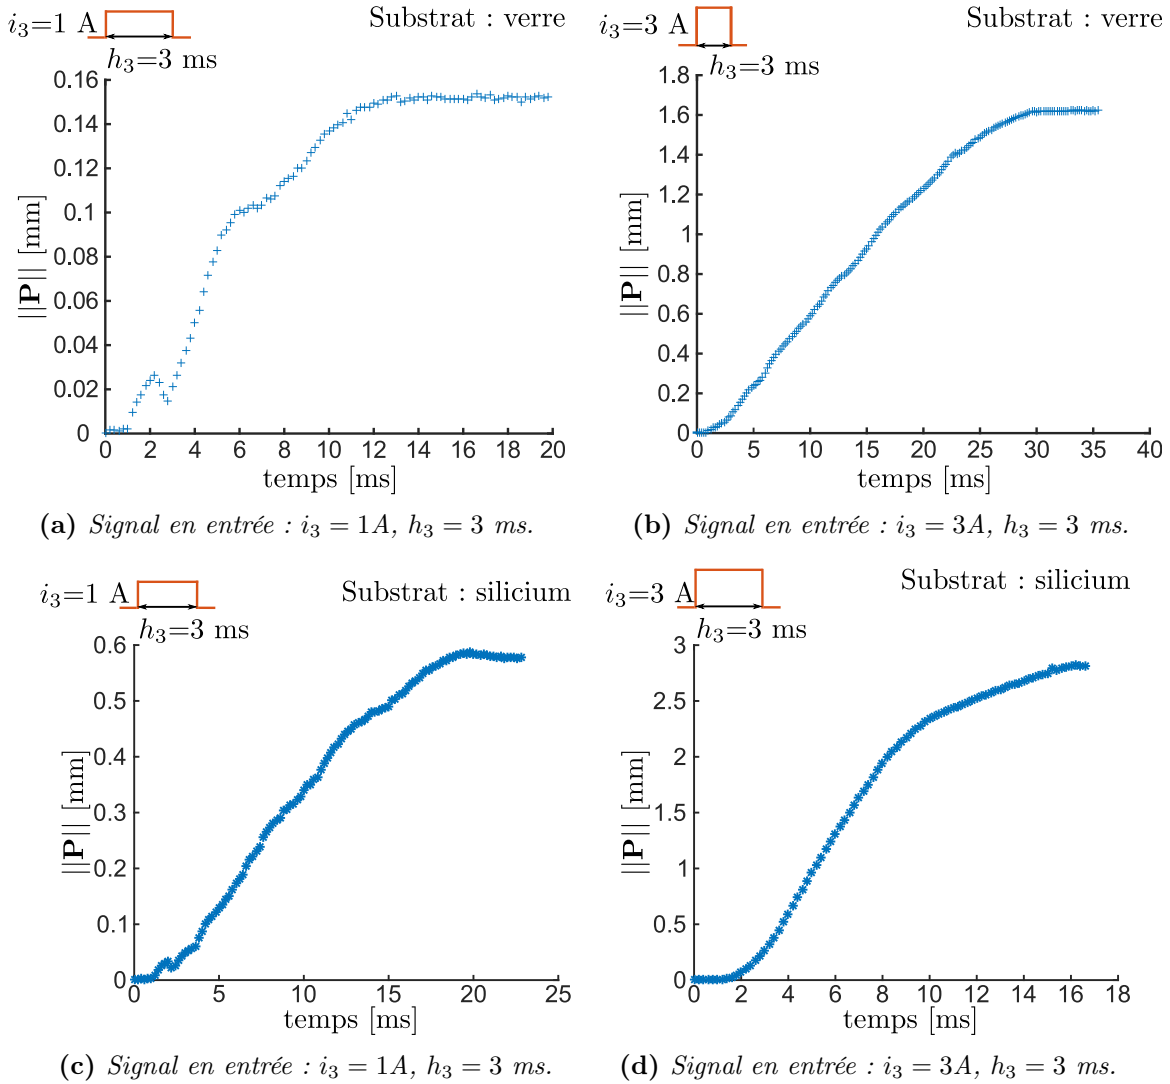 i₃=1 A
Substrat : verre
h₃=3 ms
0.16
0.14
0.12
0.1
0.08
0.06
0.04
0.02
0
||P|| [mm]
0 2 4 6 8 10 12 14 16 18 20
temps [ms]
(a) Signal en entrée : i₃ = 1A, h₃ = 3 ms.
i₃=3 A
Substrat : verre
h₃=3 ms
1.8
1.6
1.4
1.2
1
0.8
0.6
0.4
0.2
0
||P|| [mm]
0 5 10 15 20 25 30 35 40
temps [ms]
(b) Signal en entrée : i₃ = 3A, h₃ = 3 ms.
i₃=1 A
Substrat : silicium
h₃=3 ms
0.6
0.5
0.4
0.3
0.2
0.1
0
||P|| [mm]
0 5 10 15 20 25
temps [ms]
(c) Signal en entrée : i₃ = 1A, h₃ = 3 ms.
i₃=3 A
Substrat : silicium
h₃=3 ms
3
2.5
2
1.5
1
0.5
0
||P|| [mm]
0 2 4 6 8 10 12 14 16 18
temps [ms]
(d) Signal en entrée : i₃ = 3A, h₃ = 3 ms.